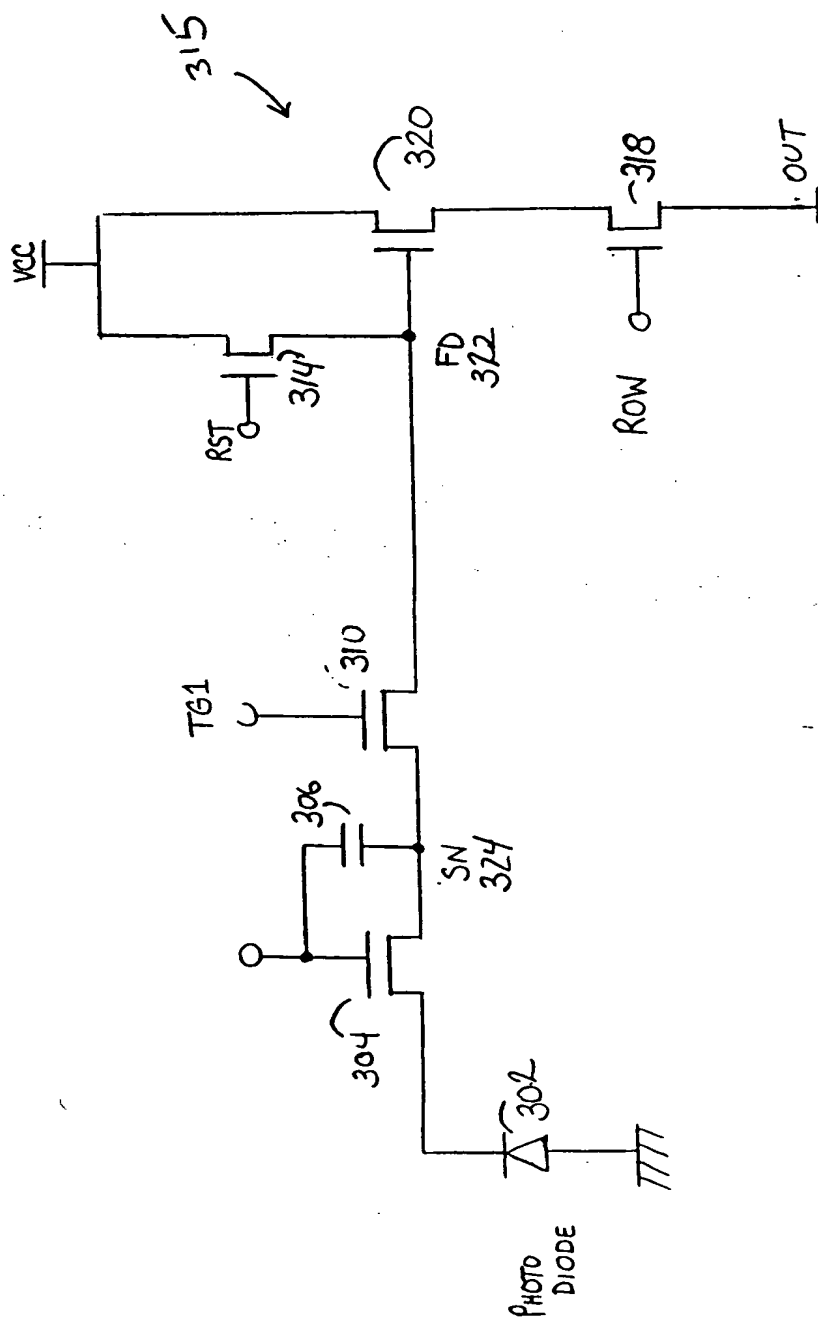 315
VCC
320
RST
314
FD
322
318
ROW
OUT
TG1
310
306
SN
324
304
302
PHOTO
DIODE